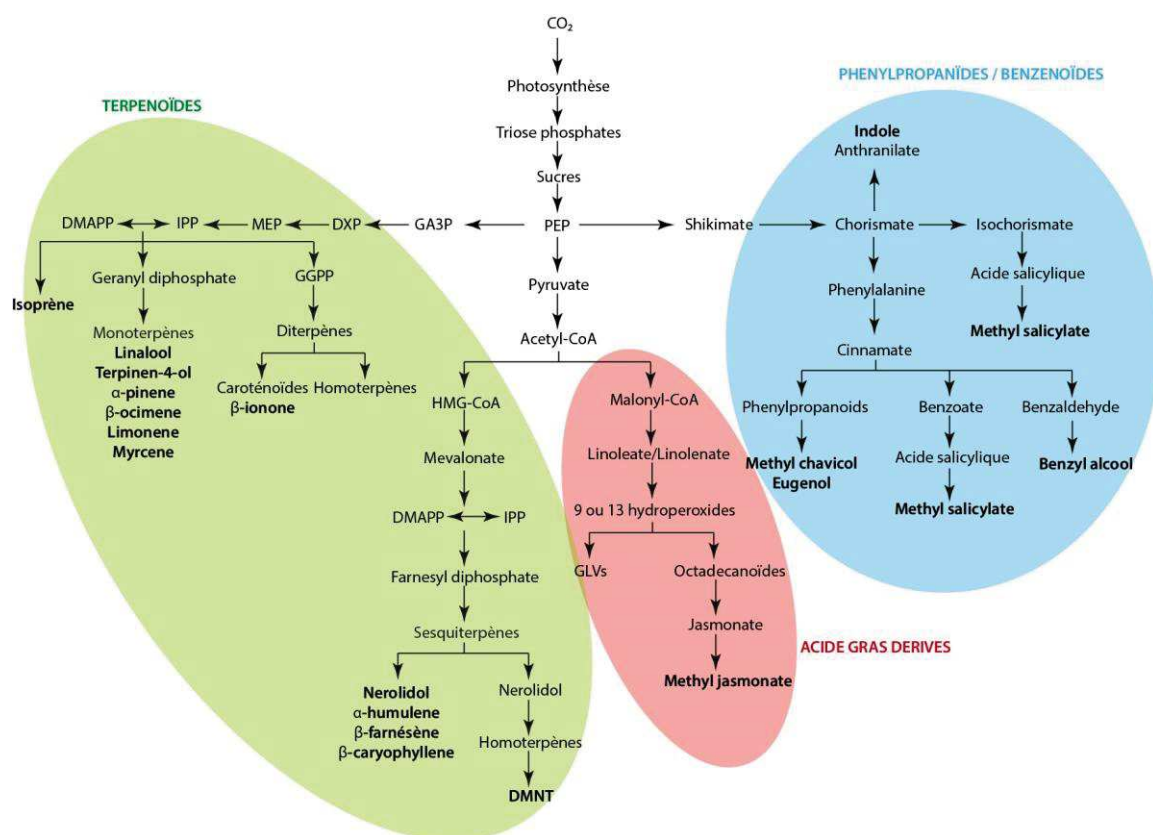 CO₂
PHENYLPROPANÏDES / BENZENOÏDES
Photosynthèse
TERPENOÏDES
Triose phosphates
Indole
Anthranilate
Sucres
DMAPP
IPP
MEP
DXP
GA3P
PEP
Shikimate
Chorismate
Isochorismate
Geranyl diphosphate
GGPP
Acide salicylique
Isoprène
Pyruvate
Phenylalanine
Monoterpènes
Linalool
Terpinen-4-ol
α-pinene
β-ocimene
Limonene
Myrcene
Diterpènes
Acetyl-CoA
Methyl salicylate
Cinnamate
Caroténoïdes
β-ionone
Homoterpènes
HMG-CoA
Malonyl-CoA
Phenylpropanoids
Benzoate
Benzaldehyde
Mevalonate
Linoleate/Linolenate
Methyl chavicol
Eugenol
Acide salicylique
Benzyl alcool
DMAPP
IPP
9 ou 13 hydroperoxides
Methyl salicylate
Farnesyl diphosphate
GLVs
Octadecanoïdes
Sesquiterpènes
Jasmonate
ACIDE GRAS DERIVES
Methyl jasmonate
Nerolidol
α-humulene
β-farnésène
β-caryophyllene
Nerolidol
Homoterpènes
DMNT